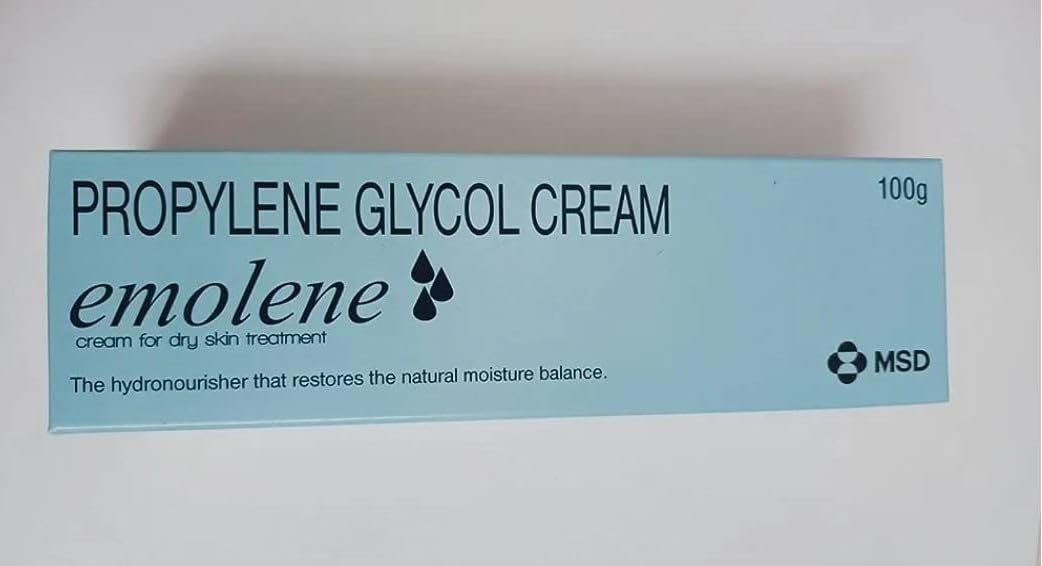 PROPYLENE GLYCOL CREAM
100g
emolene
cream for dry skin treatment
The hydronourisher that restores the natural moisture balance.
MSD